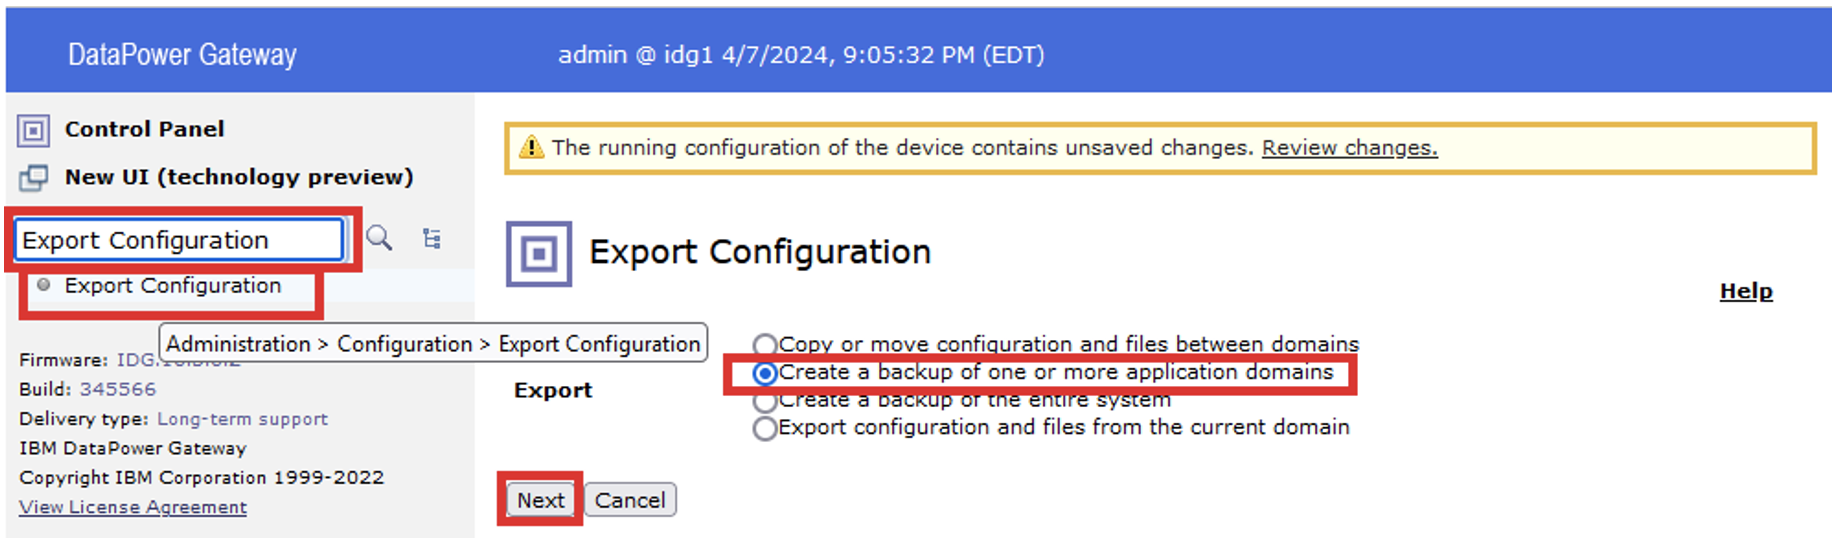 DataPower Gateway
admin @ idg1 4/7/2024, 9:05:32 PM (EDT)
Control Panel
New UI (technology preview)
Export Configuration
Export Configuration
Administration > Configuration > Export Configuration
Firmware:
Build: 345566
Delivery type: Long-term support
IBM DataPower Gateway
Copyright IBM Corporation 1999-2022
View License Agreement
The running configuration of the device contains unsaved changes. Review changes.
Export Configuration
Help
Export
Copy or move configuration and files between domains
Create a backup of one or more application domains
Create a backup of the entire system
Export configuration and files from the current domain
Next
Cancel